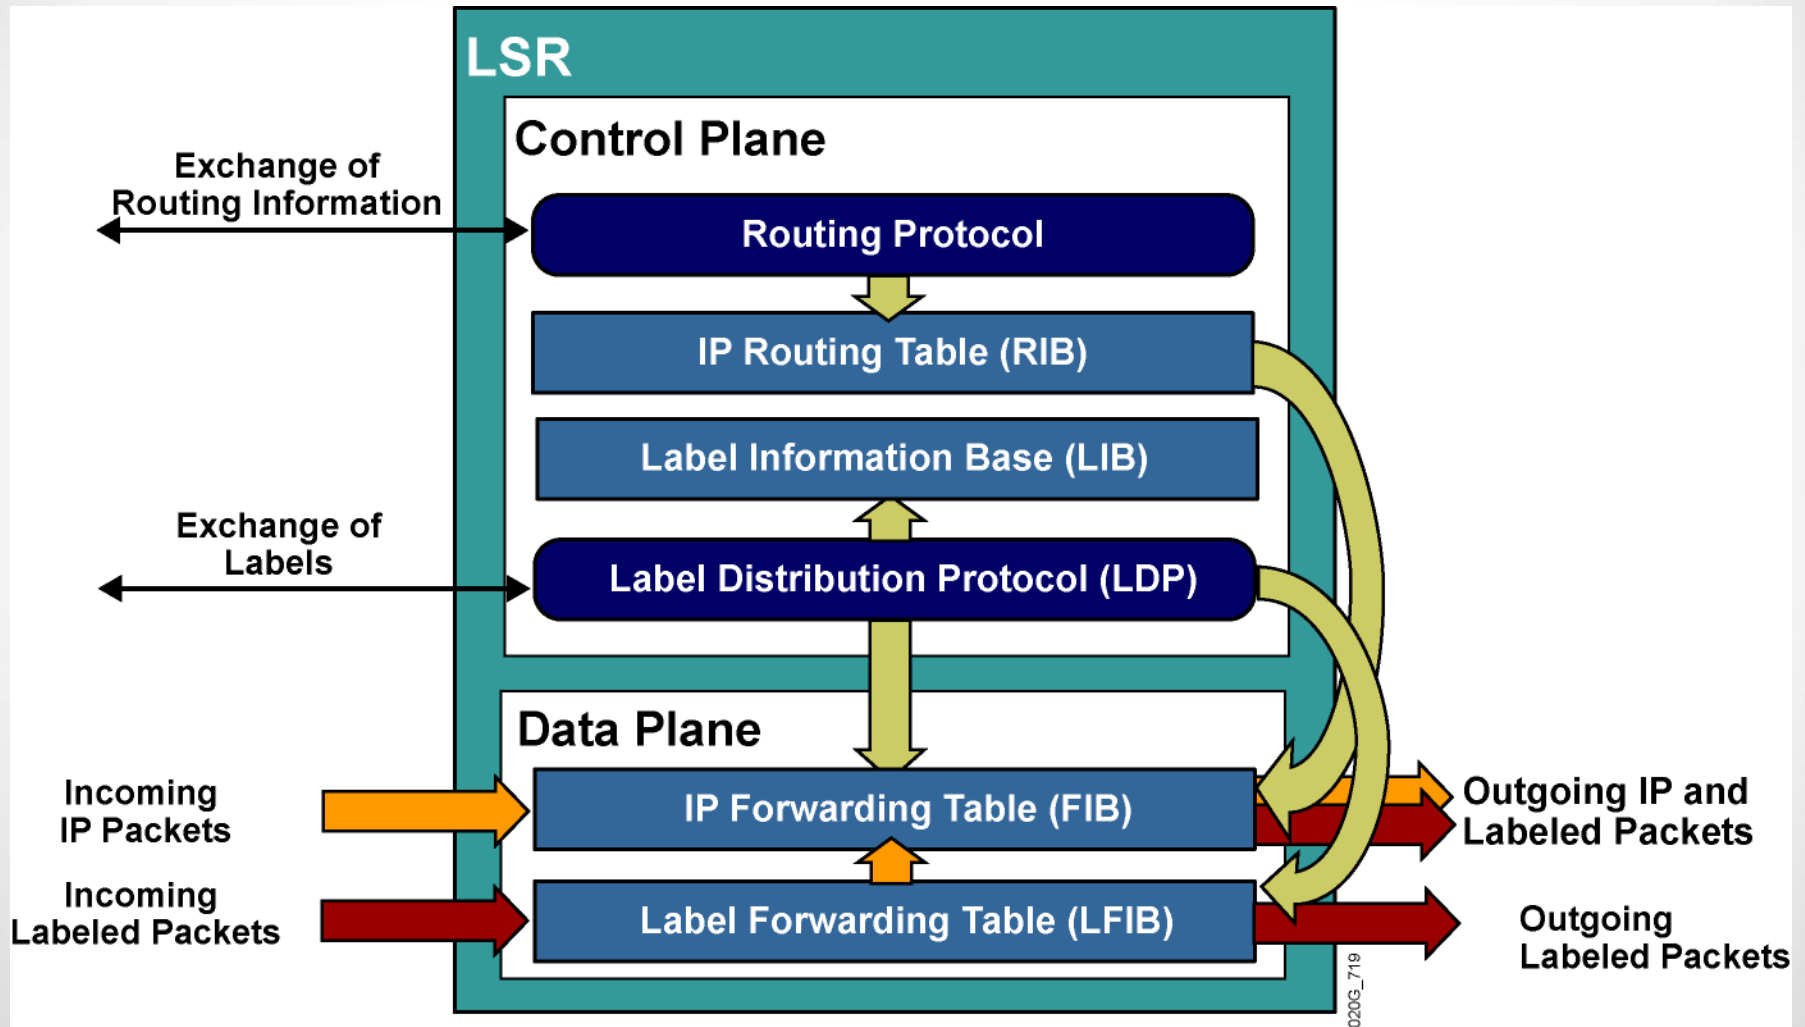 LSR
Control Plane
Exchange of
Routing Information
Routing Protocol
IP Routing Table (RIB)
Label Information Base (LIB)
Exchange of
Labels
Label Distribution Protocol (LDP)
Data Plane
Incoming
IP Packets
IP Forwarding Table (FIB)
Outgoing IP and
Labeled Packets
Incoming
Labeled Packets
Label Forwarding Table (LFIB)
Outgoing
Labeled Packets
020G_719